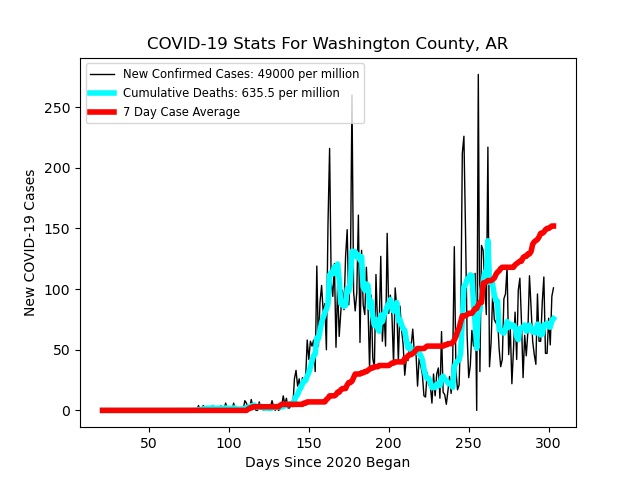 COVID-19 Stats For Washington County, AR
New Confirmed Cases: 49000 per million
Cumulative Deaths: 635.5 per million
7 Day Case Average
New COVID-19 Cases
250
200
150
100
50
0
50 100 150 200 250 300
Days Since 2020 Began